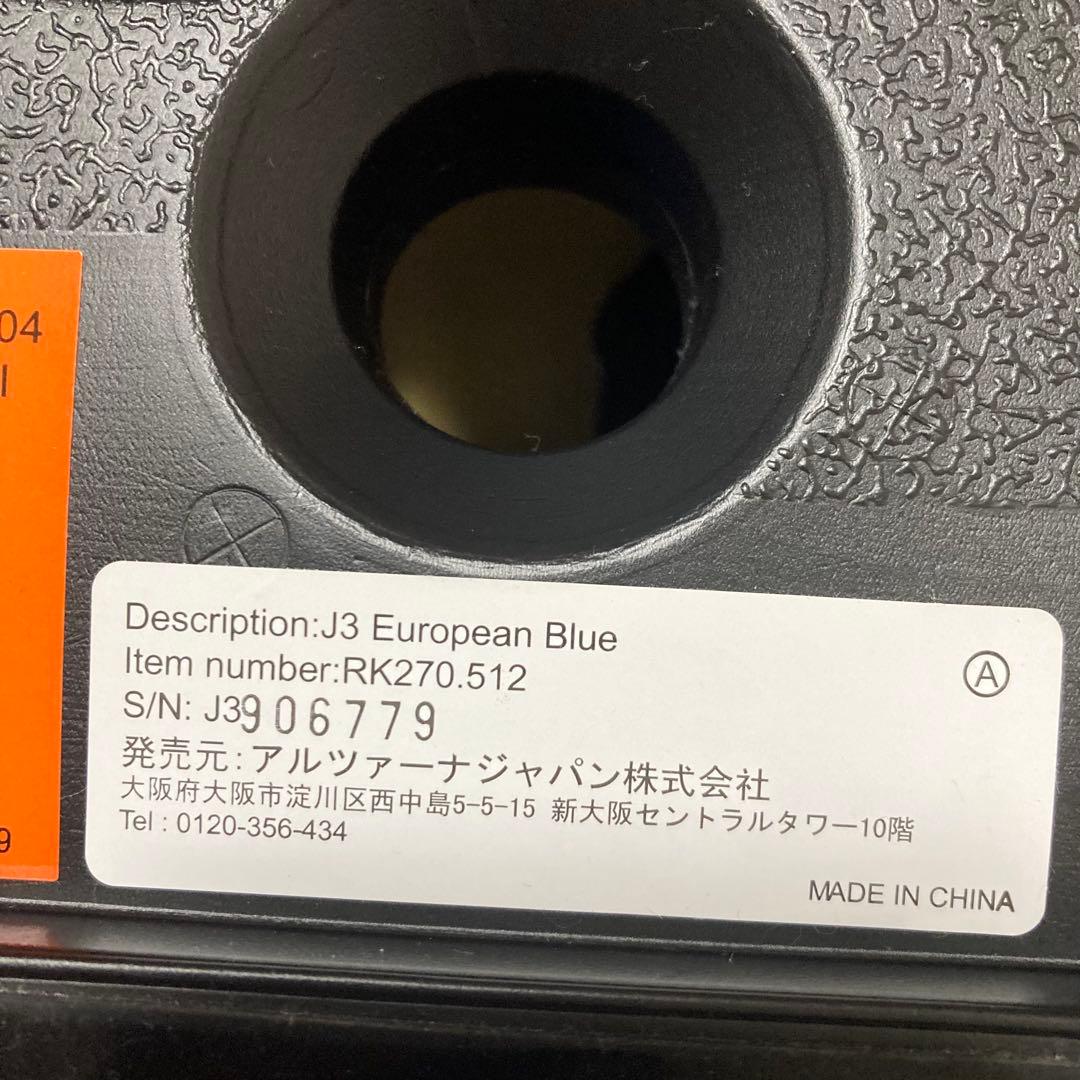 04
Description:J3 European Blue
Item number:RK270.512
Ⓐ
S/N: J3906779
発売元:アルツァーナジャパン株式会社
大阪府大阪市淀川区西中島5-5-15 新大阪セントラルタワー10階
Tel : 0120-356-434
9
MADE IN CHINA